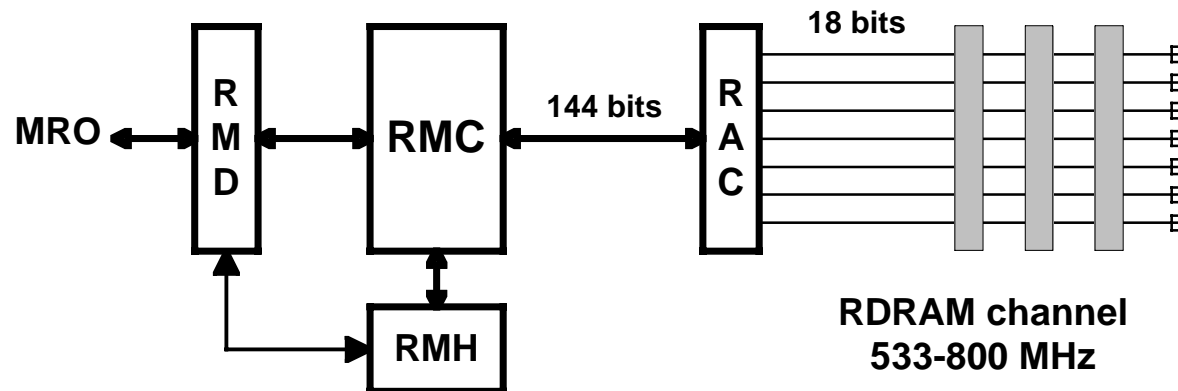 18 bits
R
M
D
RMC
144 bits
R
A
C
MRO
RMH
RDRAM channel
533-800 MHz